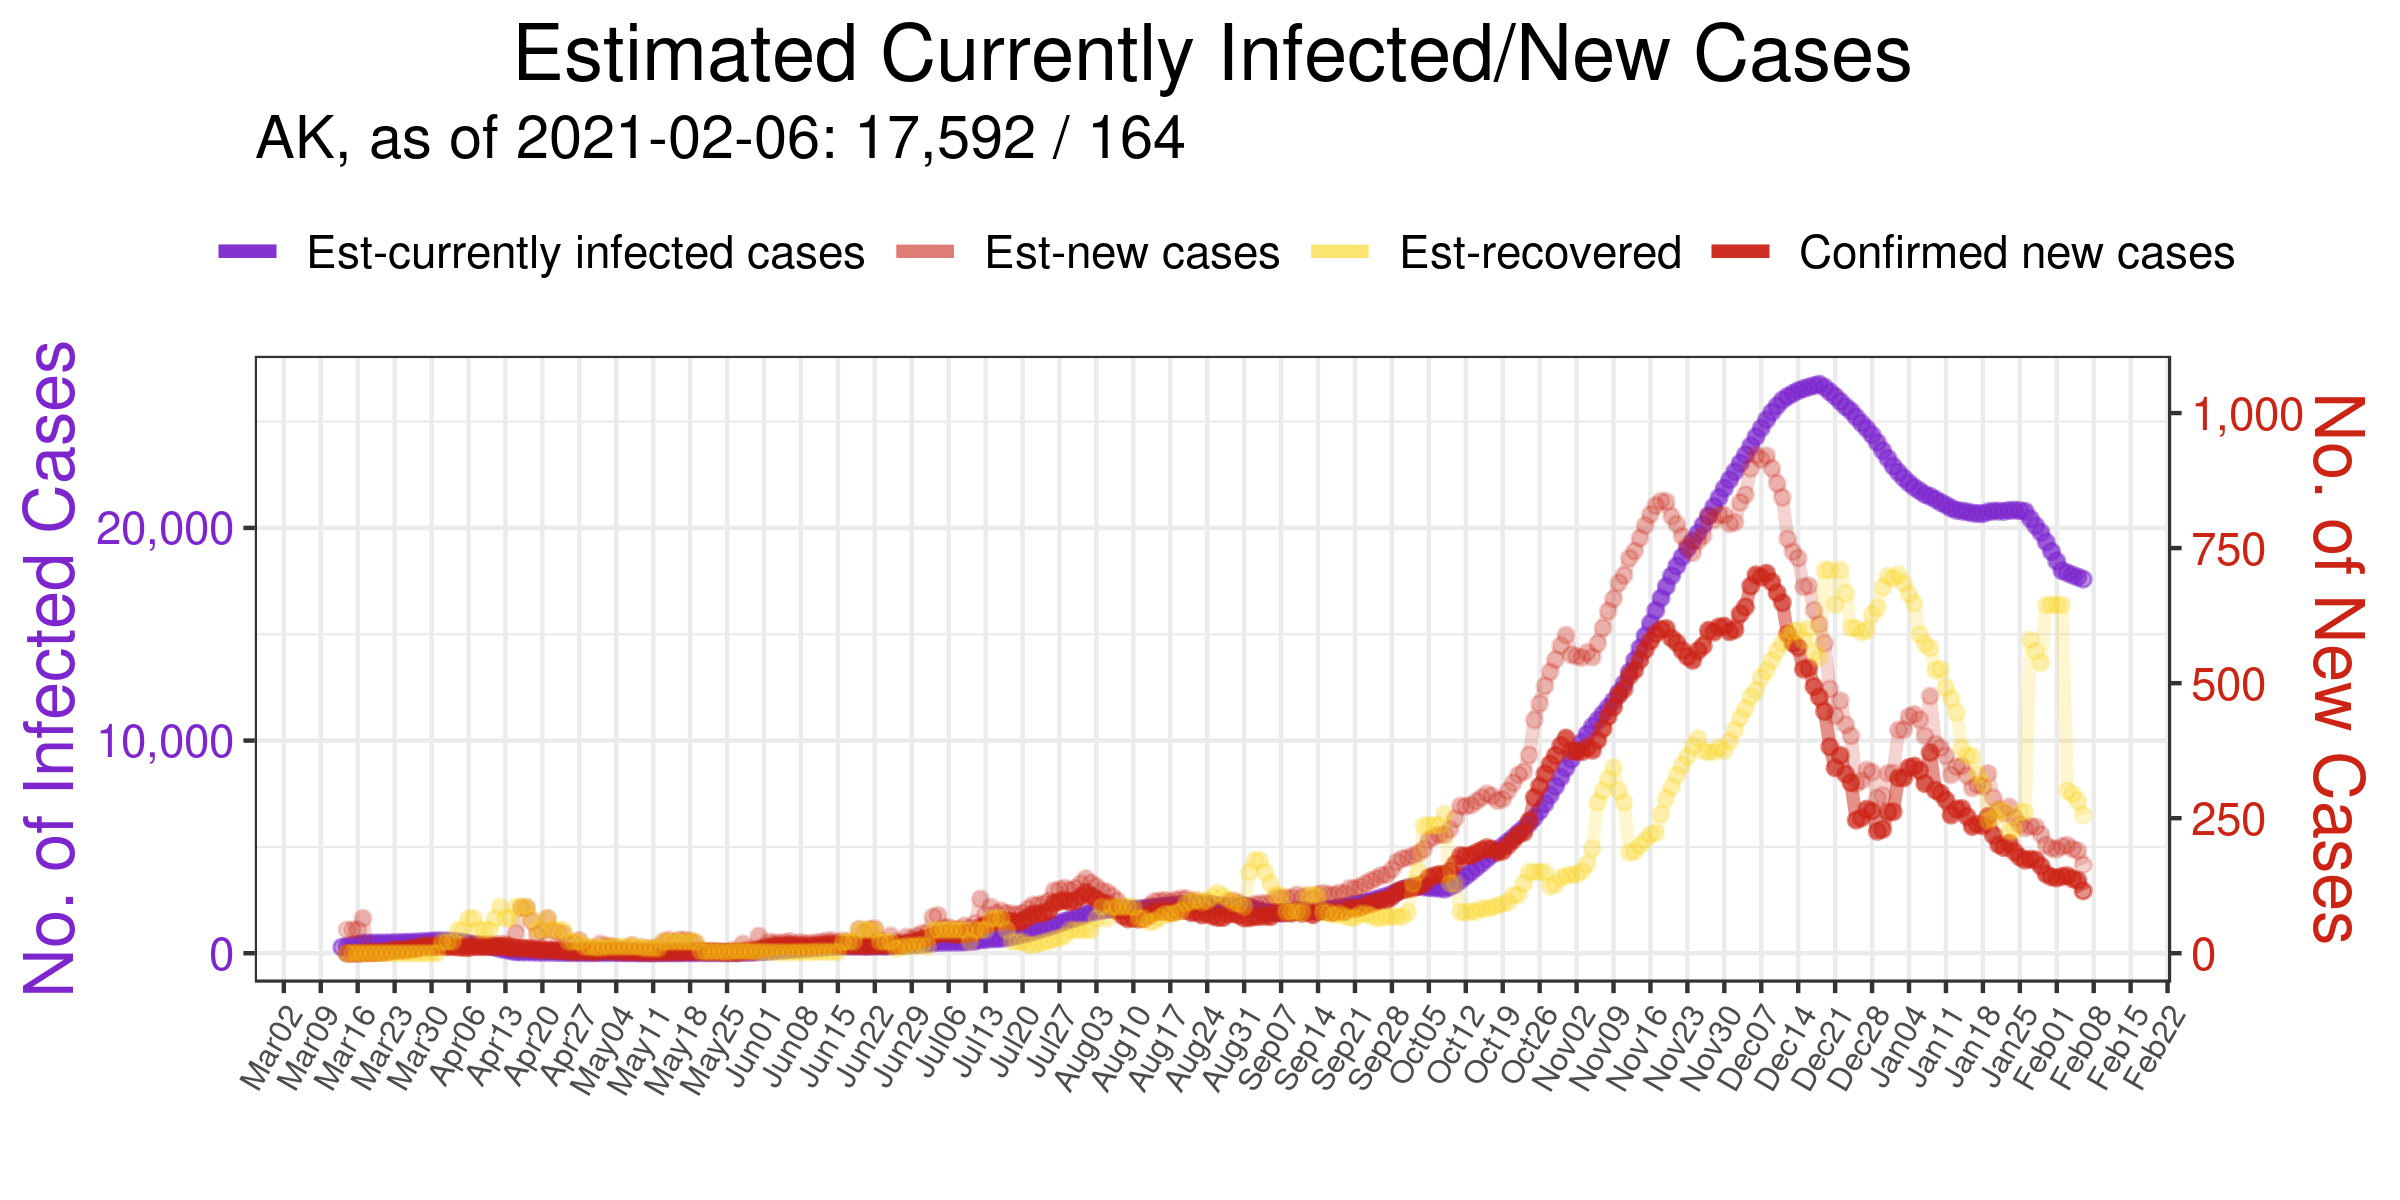 Estimated Currently Infected/New Cases
AK, as of 2021-02-06: 17,592 / 164
Est-currently infected cases Est-new cases Est-recovered Confirmed new cases
No. of Infected Cases
20,000
10,000
0
1,000
750
500
250
0
No. of New Cases
Mar02 Mar09 Mar16 Mar23 Mar30 Apr06 Apr13 Apr20 Apr27 May04 May11 May18 May25 Jun01 Jun08 Jun15 Jun22 Jun29 Jul06 Jul13 Jul20 Jul27 Aug03 Aug10 Aug17 Aug24 Aug31 Sep07 Sep14 Sep21 Sep28 Oct05 Oct12 Oct19 Oct26 Nov02 Nov09 Nov16 Nov23 Nov30 Dec07 Dec14 Dec21 Dec28 Jan04 Jan11 Jan18 Jan25 Feb01 Feb08 Feb15 Feb22